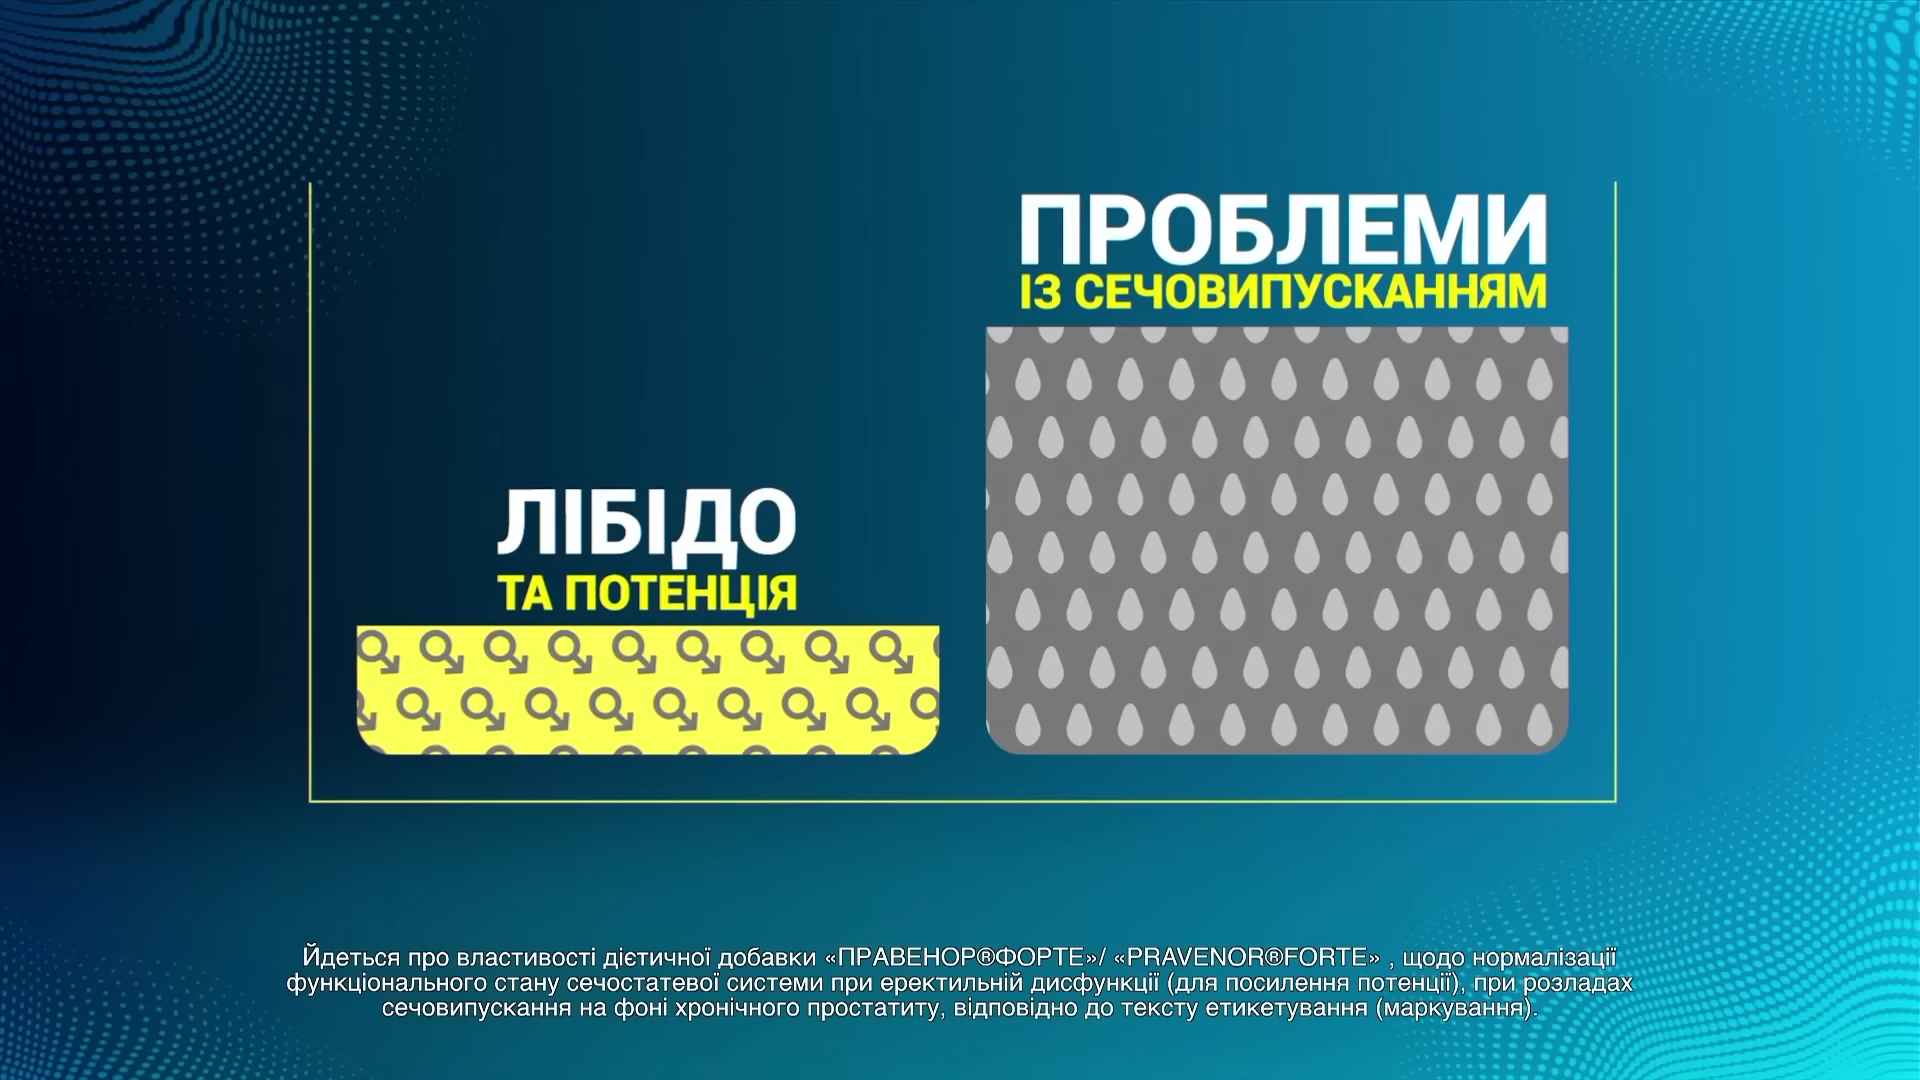 ПРОБЛЕМИ
ІЗ СЕЧОВИПУСКАННЯМ
ЛІБІДО
ТА ПОТЕНЦІЯ
Йдеться про властивості дієтичної добавки «ПРАВЕНОР®ФОРТЕ»/ «PRAVENOR®FORTE» , щодо нормалізації
функціонального стану сечостатевої системи при еректильній дисфункції (для посилення потенції), при розладах
сечовипускання на фоні хронічного простатиту, відповідно до тексту етикетування (маркування).